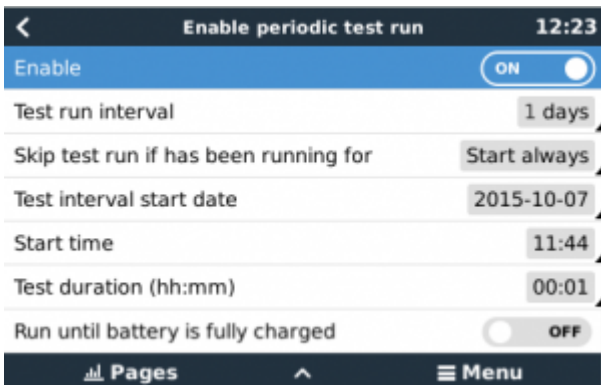 Enable periodic test run 12:23
Enable ON
Test run interval 1 days
Skip test run if has been running for Start always
Test interval start date 2015-10-07
Start time 11:44
Test duration (hh:mm) 00:01
Run until battery is fully charged OFF
Pages Menu